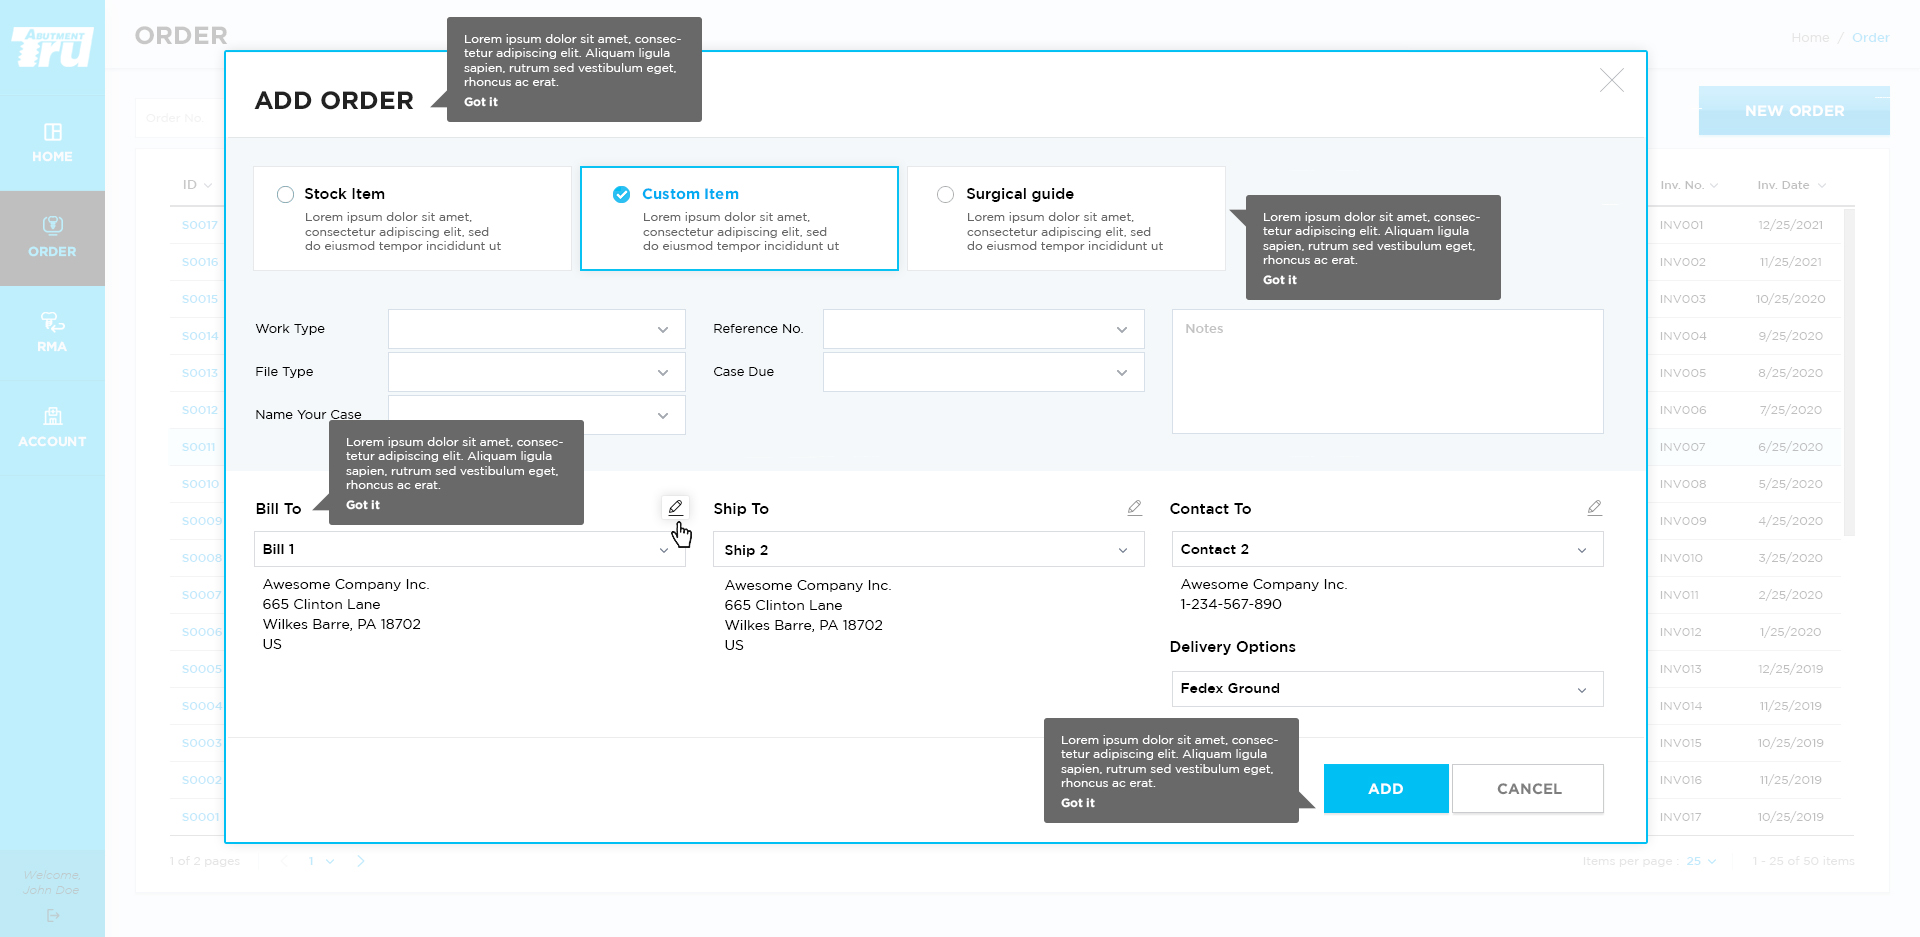 ABUTMENT
Tru
HOME
ORDER
RMA
ACCOUNT
Welcome,
John Doe
ORDER
Home / Order
Order No.
NEW ORDER
ADD ORDER
Lorem ipsum dolor sit amet, consec-
tetur adipiscing elit. Aliquam ligula
sapien, rutrum sed vestibulum eget,
rhoncus ac erat.
Got it
Stock Item
Lorem ipsum dolor sit amet,
consectetur adipiscing elit, sed
do eiusmod tempor incididunt ut
Custom Item
Lorem ipsum dolor sit amet,
consectetur adipiscing elit, sed
do eiusmod tempor incididunt ut
Surgical guide
Lorem ipsum dolor sit amet,
consectetur adipiscing elit, sed
do eiusmod tempor incididunt ut
Lorem ipsum dolor sit amet, consec-
tetur adipiscing elit. Aliquam ligula
sapien, rutrum sed vestibulum eget,
rhoncus ac erat.
Got it
Work Type
File Type
Name Your Case
Reference No.
Case Due
Notes
Lorem ipsum dolor sit amet, consec-
tetur adipiscing elit. Aliquam ligula
sapien, rutrum sed vestibulum eget,
rhoncus ac erat.
Got it
Bill To
Bill 1
Awesome Company Inc.
665 Clinton Lane
Wilkes Barre, PA 18702
US
Ship To
Ship 2
Awesome Company Inc.
665 Clinton Lane
Wilkes Barre, PA 18702
US
Contact To
Contact 2
Awesome Company Inc.
1-234-567-890
Delivery Options
Fedex Ground
Lorem ipsum dolor sit amet, consec-
tetur adipiscing elit. Aliquam ligula
sapien, rutrum sed vestibulum eget,
rhoncus ac erat.
Got it
ADD
CANCEL
ID Inv. No. Inv. Date
S0017 INV001 12/25/2021
S0016 INV002 11/25/2021
S0015 INV003 10/25/2020
S0014 INV004 9/25/2020
S0013 INV005 8/25/2020
S0012 INV006 7/25/2020
S0011 INV007 6/25/2020
S0010 INV008 5/25/2020
S0009 INV009 4/25/2020
S0008 INV010 3/25/2020
S0007 INV011 2/25/2020
S0006 INV012 1/25/2020
S0005 INV013 12/25/2019
S0004 INV014 11/25/2019
S0003 INV015 10/25/2019
S0002 INV016 11/25/2019
S0001 INV017 10/25/2019
1 of 2 pages 1
Items per page : 25 1 - 25 of 50 items